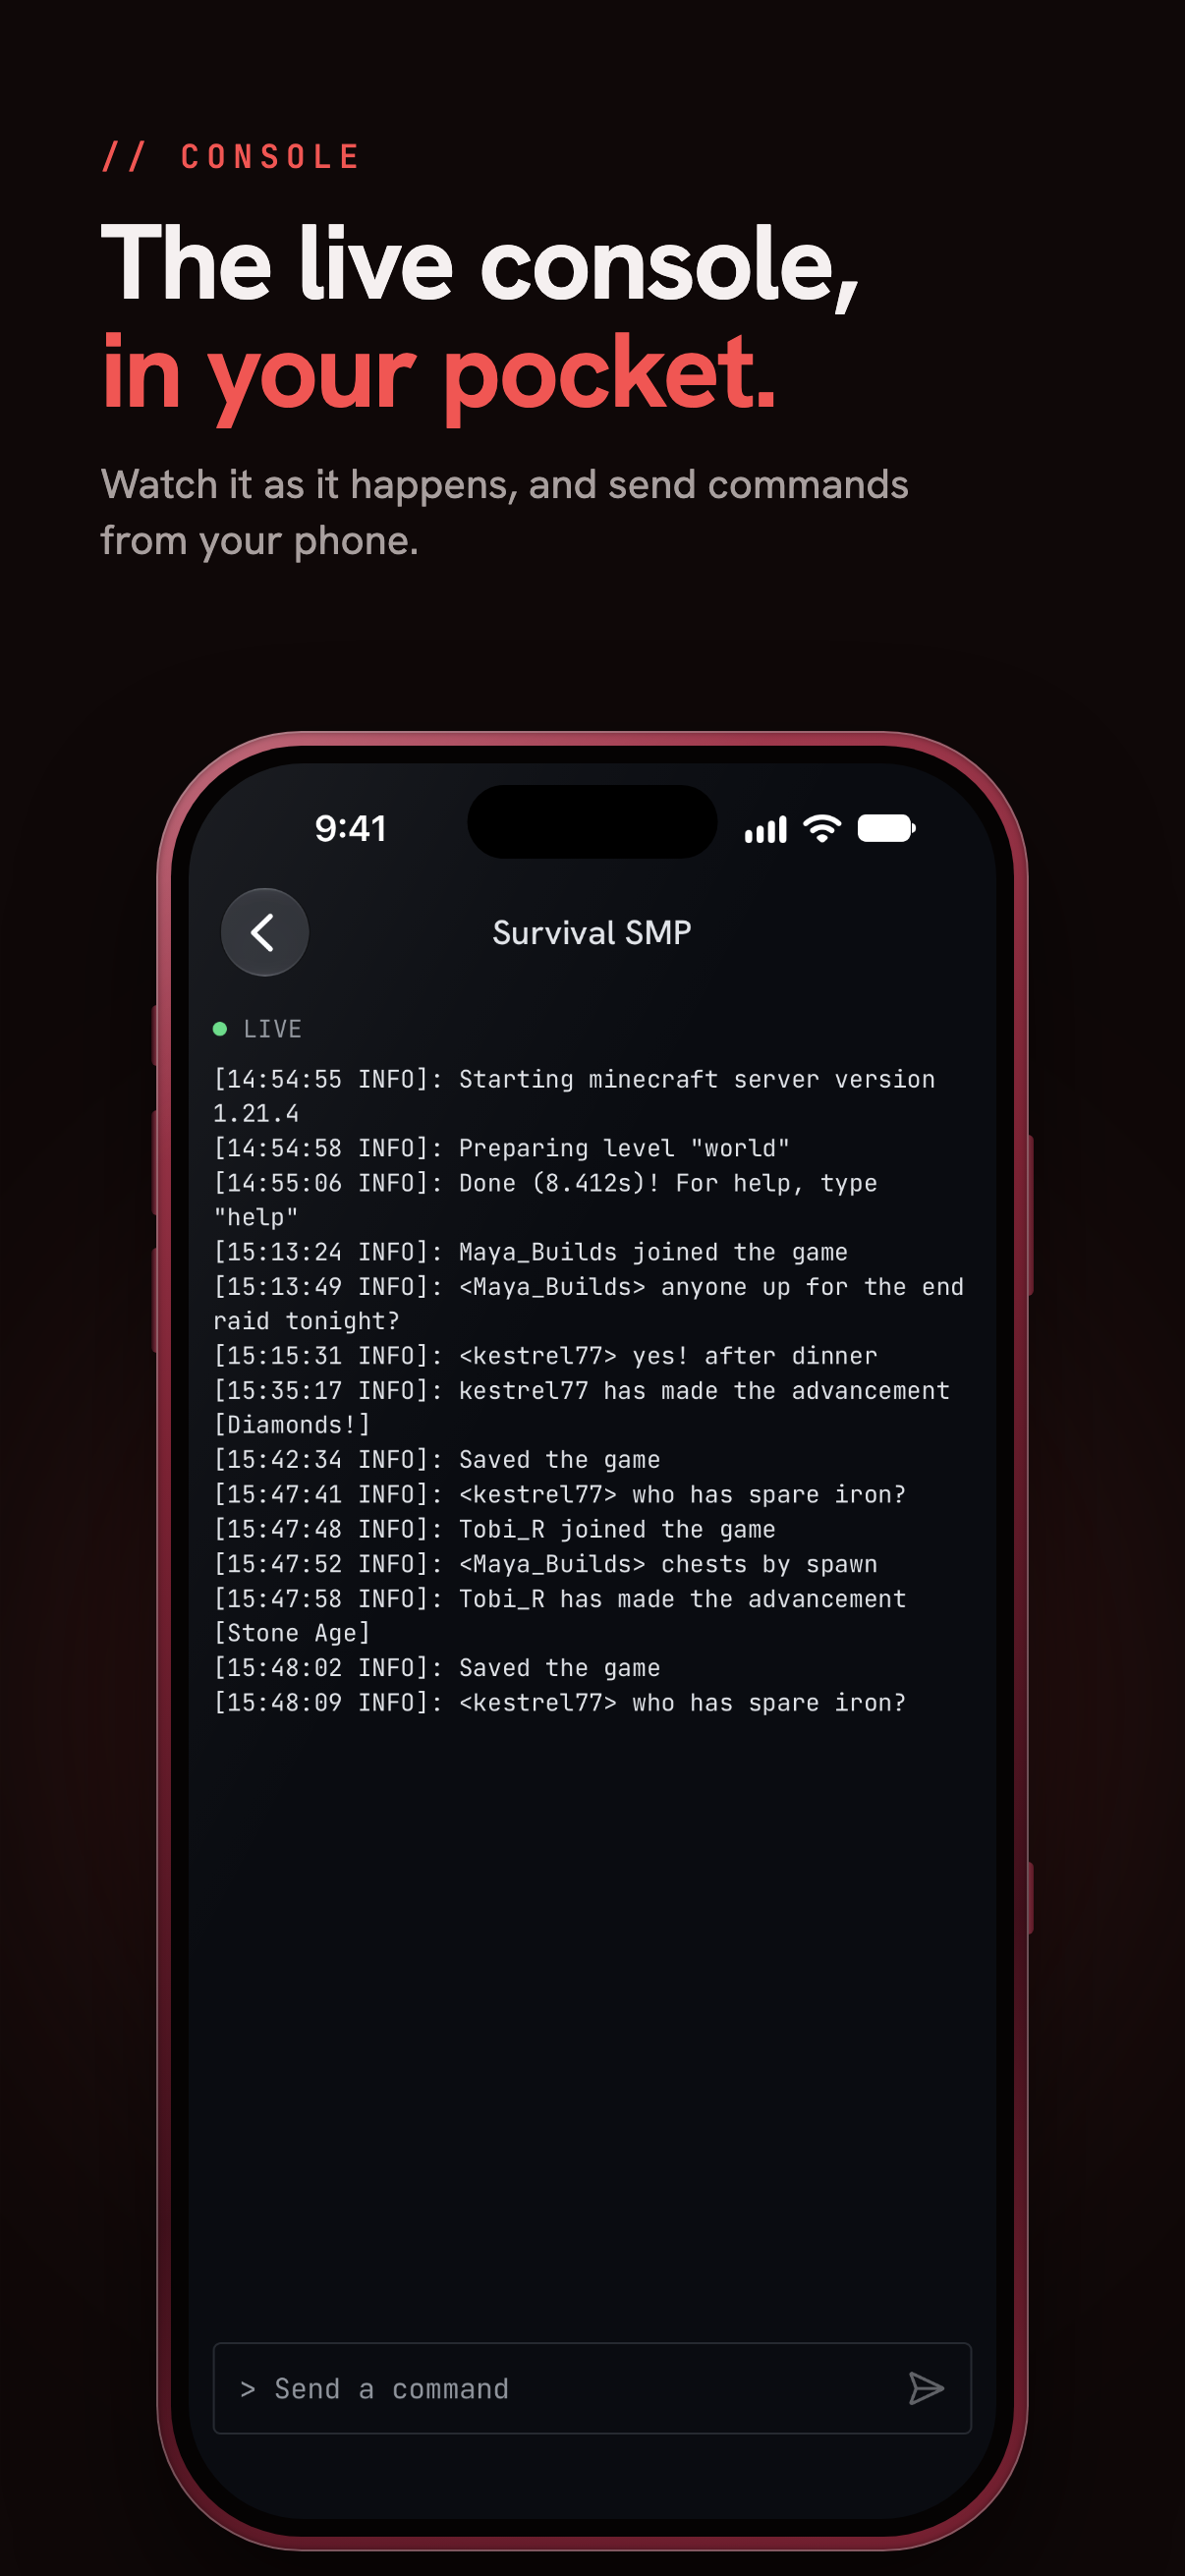 // CONSOLE
The live console,
in your pocket.
Watch it as it happens, and send commands
from your phone.
9:41
Survival SMP
LIVE
[14:54:55 INFO]: Starting minecraft server version
1.21.4
[14:54:58 INFO]: Preparing level "world"
[14:55:06 INFO]: Done (8.412s)! For help, type
"help"
[15:13:24 INFO]: Maya_Builds joined the game
[15:13:49 INFO]: <Maya_Builds> anyone up for the end
raid tonight?
[15:15:31 INFO]: <kestrel77> yes! after dinner
[15:35:17 INFO]: kestrel77 has made the advancement
[Diamonds!]
[15:42:34 INFO]: Saved the game
[15:47:41 INFO]: <kestrel77> who has spare iron?
[15:47:48 INFO]: Tobi_R joined the game
[15:47:52 INFO]: <Maya_Builds> chests by spawn
[15:47:58 INFO]: Tobi_R has made the advancement
[Stone Age]
[15:48:02 INFO]: Saved the game
[15:48:09 INFO]: <kestrel77> who has spare iron?
> Send a command